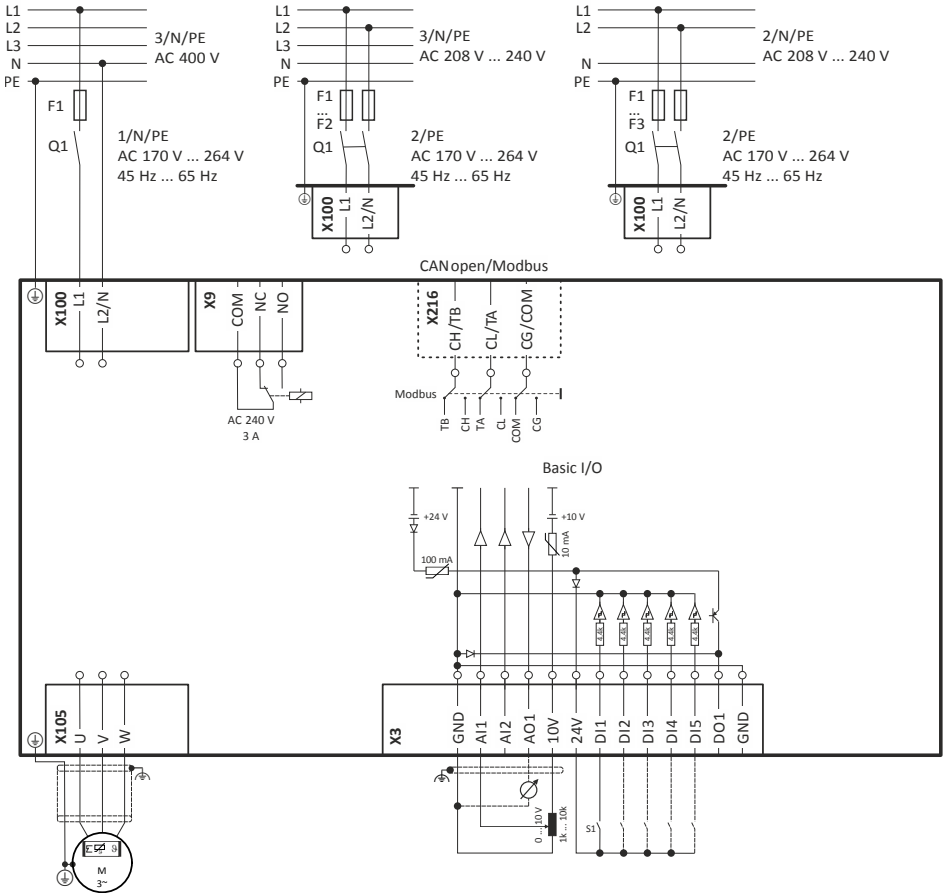 L1
L2
L3
N
PE
3/N/PE
AC 400 V
F1
Q1
1/N/PE
AC 170 V ... 264 V
45 Hz ... 65 Hz
L1
L2
L3
N
PE
3/N/PE
AC 208 V ... 240 V
F1
...
F2
Q1
2/PE
AC 170 V ... 264 V
45 Hz ... 65 Hz
X100
L1
L2/N
L1
L2
N
PE
2/N/PE
AC 208 V ... 240 V
F1
...
F3
Q1
2/PE
AC 170 V ... 264 V
45 Hz ... 65 Hz
X100
L1
L2/N
X100
L1
L2/N
X9
COM
NC
NO
AC 240 V
3 A
CANopen/Modbus
X216
CH/TB
CL/TA
CG/COM
Modbus
TB
CH
TA
CL
COM
CG
Basic I/O
+24 V
+10 V
10 mA
100 mA
4.4k
4.4k
4.4k
4.4k
4.4k
X105
U
V
W
X3
GND
AI1
AI2
AO1
10V
24V
DI1
DI2
DI3
DI4
DI5
DO1
GND
0 ... 10 V
1k ... 10k
S1
ϑ
M
3~